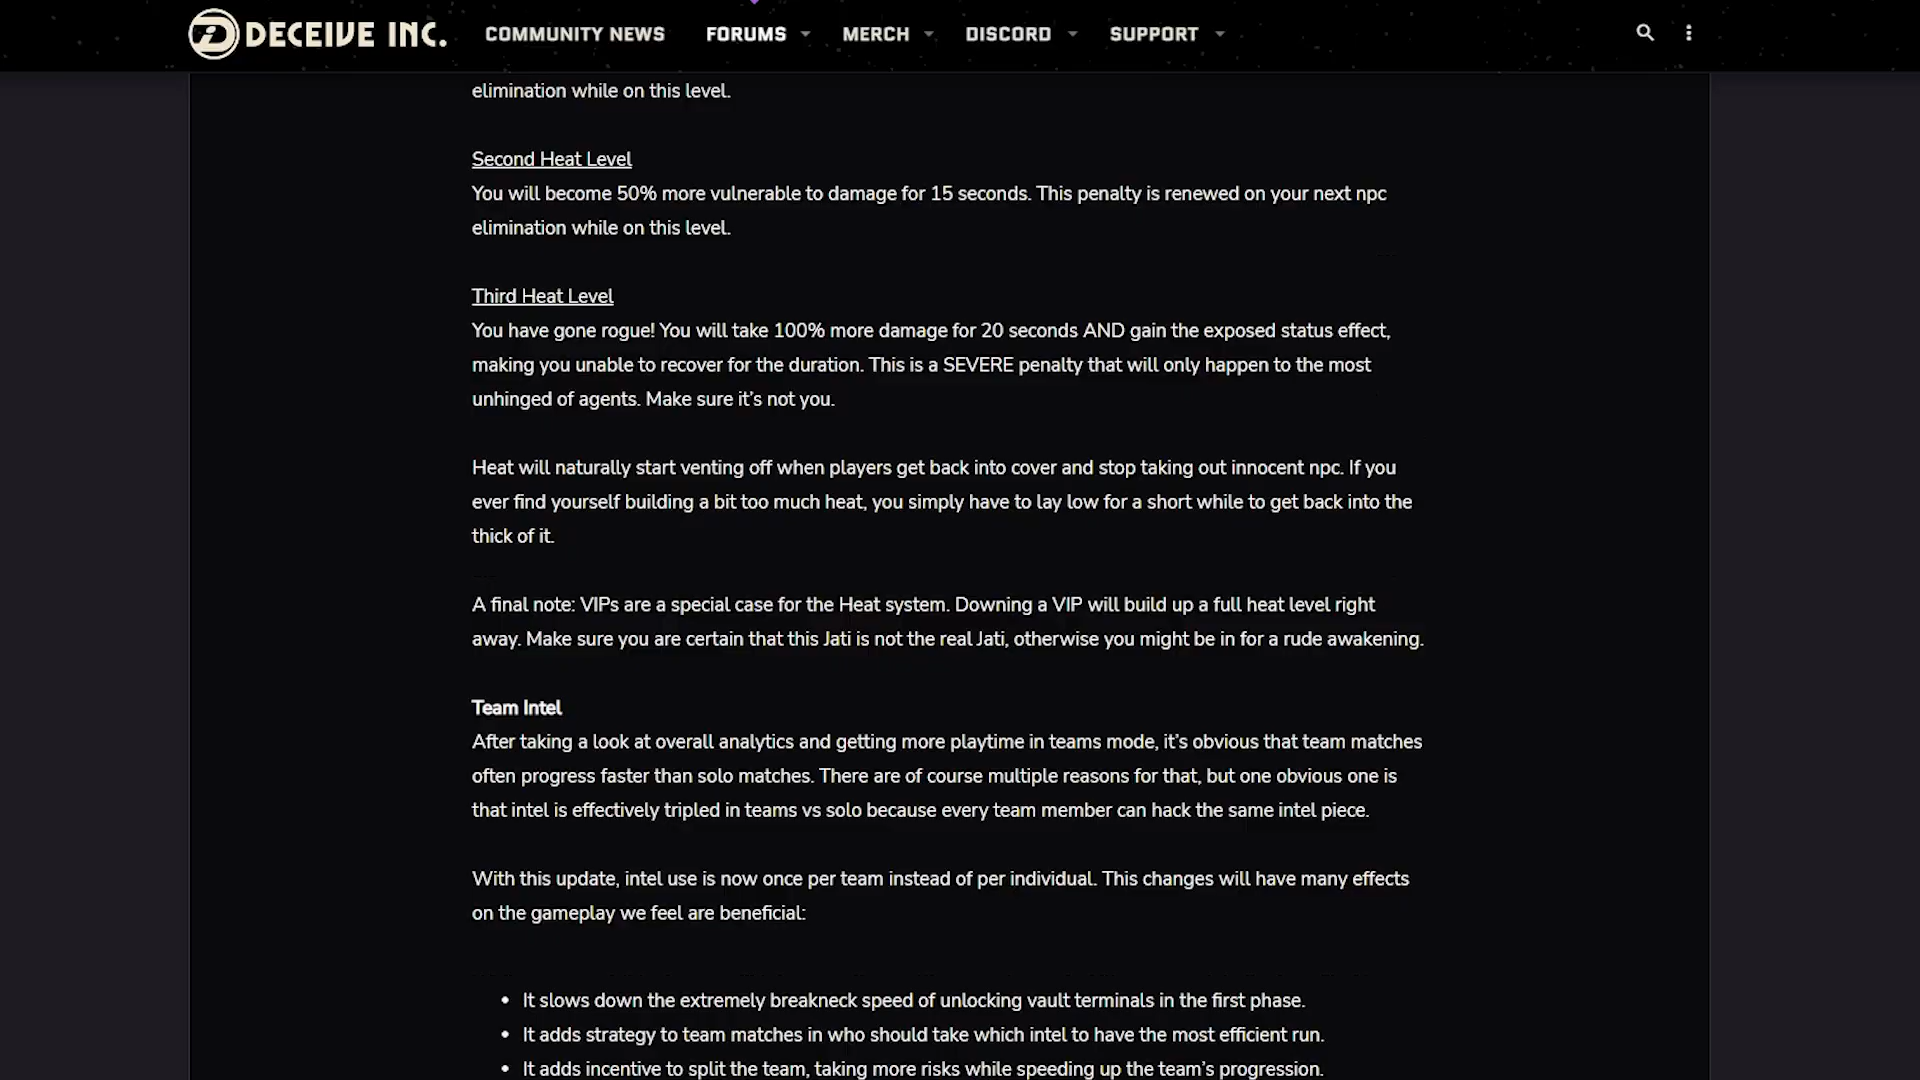 DECEIVE INC.
COMMUNITY NEWS
FORUMS
MERCH
DISCORD
SUPPORT
elimination while on this level.
Second Heat Level
You will become 50% more vulnerable to damage for 15 seconds. This penalty is renewed on your next npc
elimination while on this level.
Third Heat Level
You have gone rogue! You will take 100% more damage for 20 seconds AND gain the exposed status effect,
making you unable to recover for the duration. This is a SEVERE penalty that will only happen to the most
unhinged of agents. Make sure it’s not you.
Heat will naturally start venting off when players get back into cover and stop taking out innocent npc. If you
ever find yourself building a bit too much heat, you simply have to lay low for a short while to get back into the
thick of it.
A final note: VIPs are a special case for the Heat system. Downing a VIP will build up a full heat level right
away. Make sure you are certain that this Jati is not the real Jati, otherwise you might be in for a rude awakening.
Team Intel
After taking a look at overall analytics and getting more playtime in teams mode, it’s obvious that team matches
often progress faster than solo matches. There are of course multiple reasons for that, but one obvious one is
that intel is effectively tripled in teams vs solo because every team member can hack the same intel piece.
With this update, intel use is now once per team instead of per individual. This changes will have many effects
on the gameplay we feel are beneficial:
• It slows down the extremely breakneck speed of unlocking vault terminals in the first phase.
• It adds strategy to team matches in who should take which intel to have the most efficient run.
• It adds incentive to split the team, taking more risks while speeding up the team’s progression.